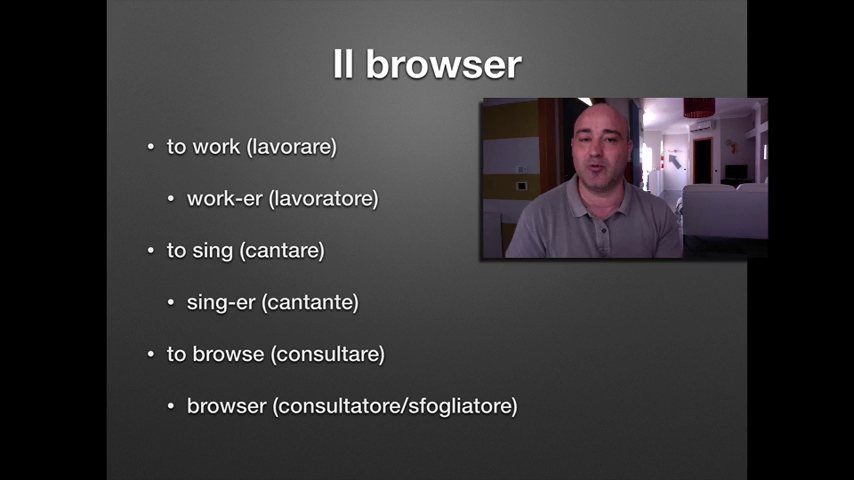 Il browser
• to work (lavorare)
• work-er (lavoratore)
• to sing (cantare)
• sing-er (cantante)
• to browse (consultare)
• browser (consultatore/sfogliatore)